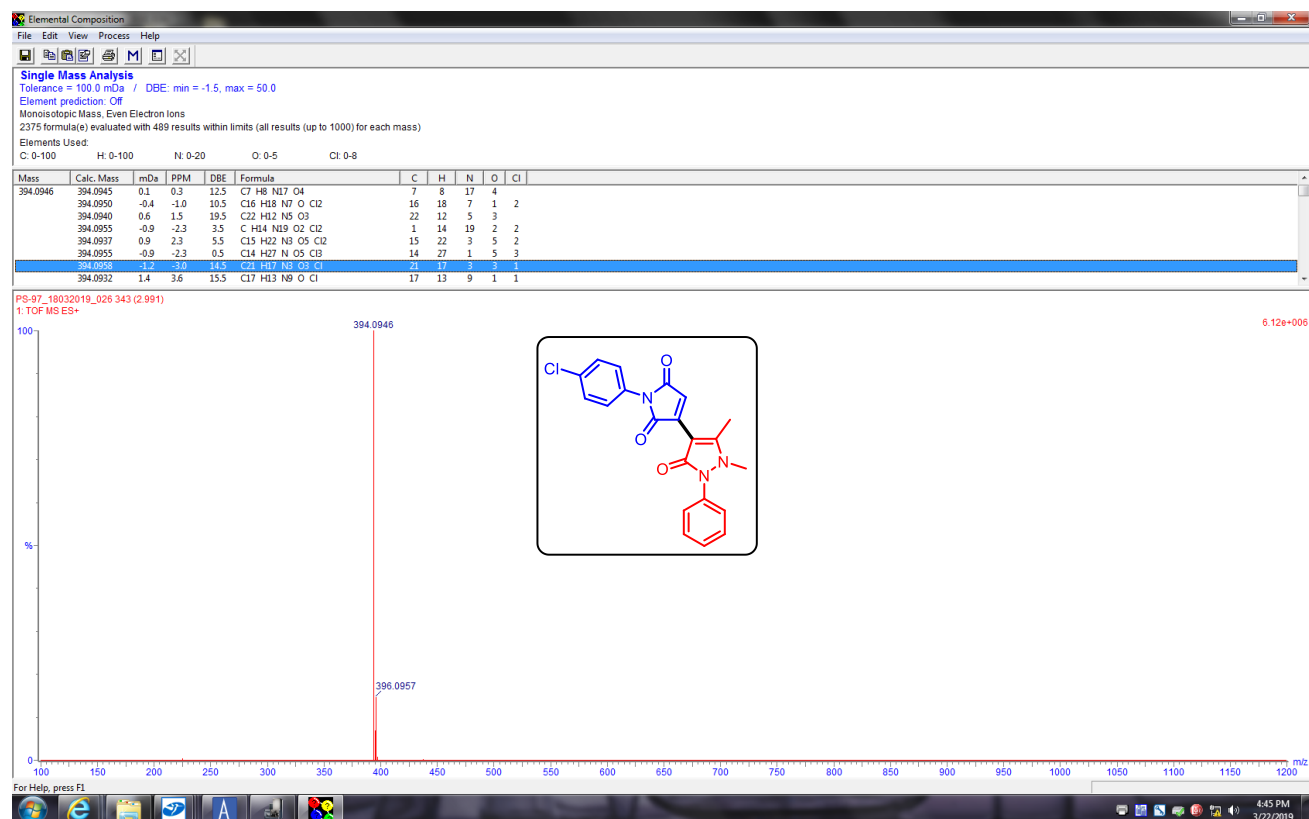 Elemental Composition
File Edit View Process Help
M
Single Mass Analysis
Tolerance = 100.0 mDa / DBE: min = -1.5, max = 50.0
Element prediction: Off
Monoisotopic Mass, Even Electron Ions
2375 formula(e) evaluated with 489 results within limits (all results (up to 1000) for each mass)
Elements Used:
C: 0-100 H: 0-100 N: 0-20 O: 0-5 Cl: 0-8
Mass Calc. Mass mDa PPM DBE Formula C H N O Cl
394.0946 394.0945 0.1 0.3 12.5 C7 H8 N17 O4 7 8 17 4
394.0950 -0.4 -1.0 10.5 C16 H18 N7 O Cl2 16 18 7 1 2
394.0940 0.6 1.5 19.5 C22 H12 N5 O3 22 12 5 3
394.0955 -0.9 -2.3 3.5 C H14 N19 O2 Cl2 1 14 19 2 2
394.0937 0.9 2.3 5.5 C15 H22 N3 O5 Cl2 15 22 3 5 2
394.0955 -0.9 -2.3 0.5 C14 H27 N O5 Cl3 14 27 1 5 3
394.0958 -1.2 -3.0 14.5 C21 H17 N3 O3 Cl 21 17 3 3 1
394.0932 1.4 3.6 15.5 C17 H13 N9 O Cl 17 13 9 1 1
PS-97_18032019_026 343 (2.991)
1: TOF MS ES+
6.12e+006
100
394.0946
Cl
O
N
O
O
N
N
%
396.0957
0
100 150 200 250 300 350 400 450 500 550 600 650 700 750 800 850 900 950 1000 1050 1100 1150 1200
m/z
For Help, press F1
A
4:45 PM
3/22/2019